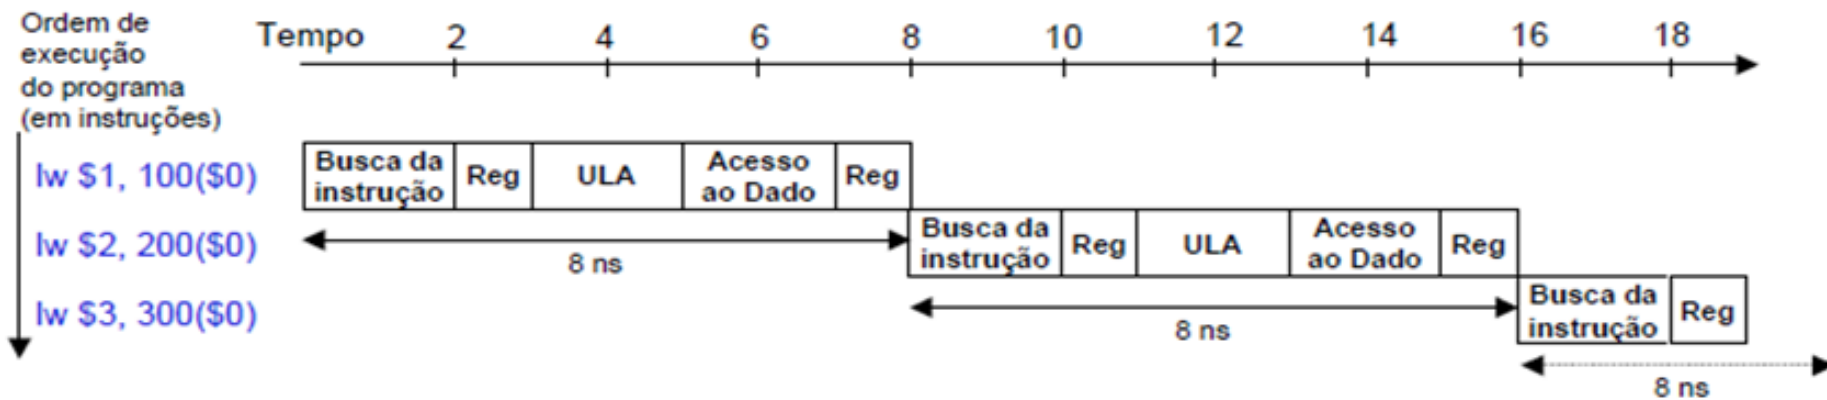 Ordem de
execução
do programa
(em instruções)
Tempo 2 4 6 8 10 12 14 16 18
lw $1, 100($0)
Busca da
instrução
Reg
ULA
Acesso
ao Dado
Reg
lw $2, 200($0)
8 ns
Busca da
instrução
Reg
ULA
Acesso
ao Dado
Reg
lw $3, 300($0)
8 ns
Busca da
instrução
Reg
8 ns